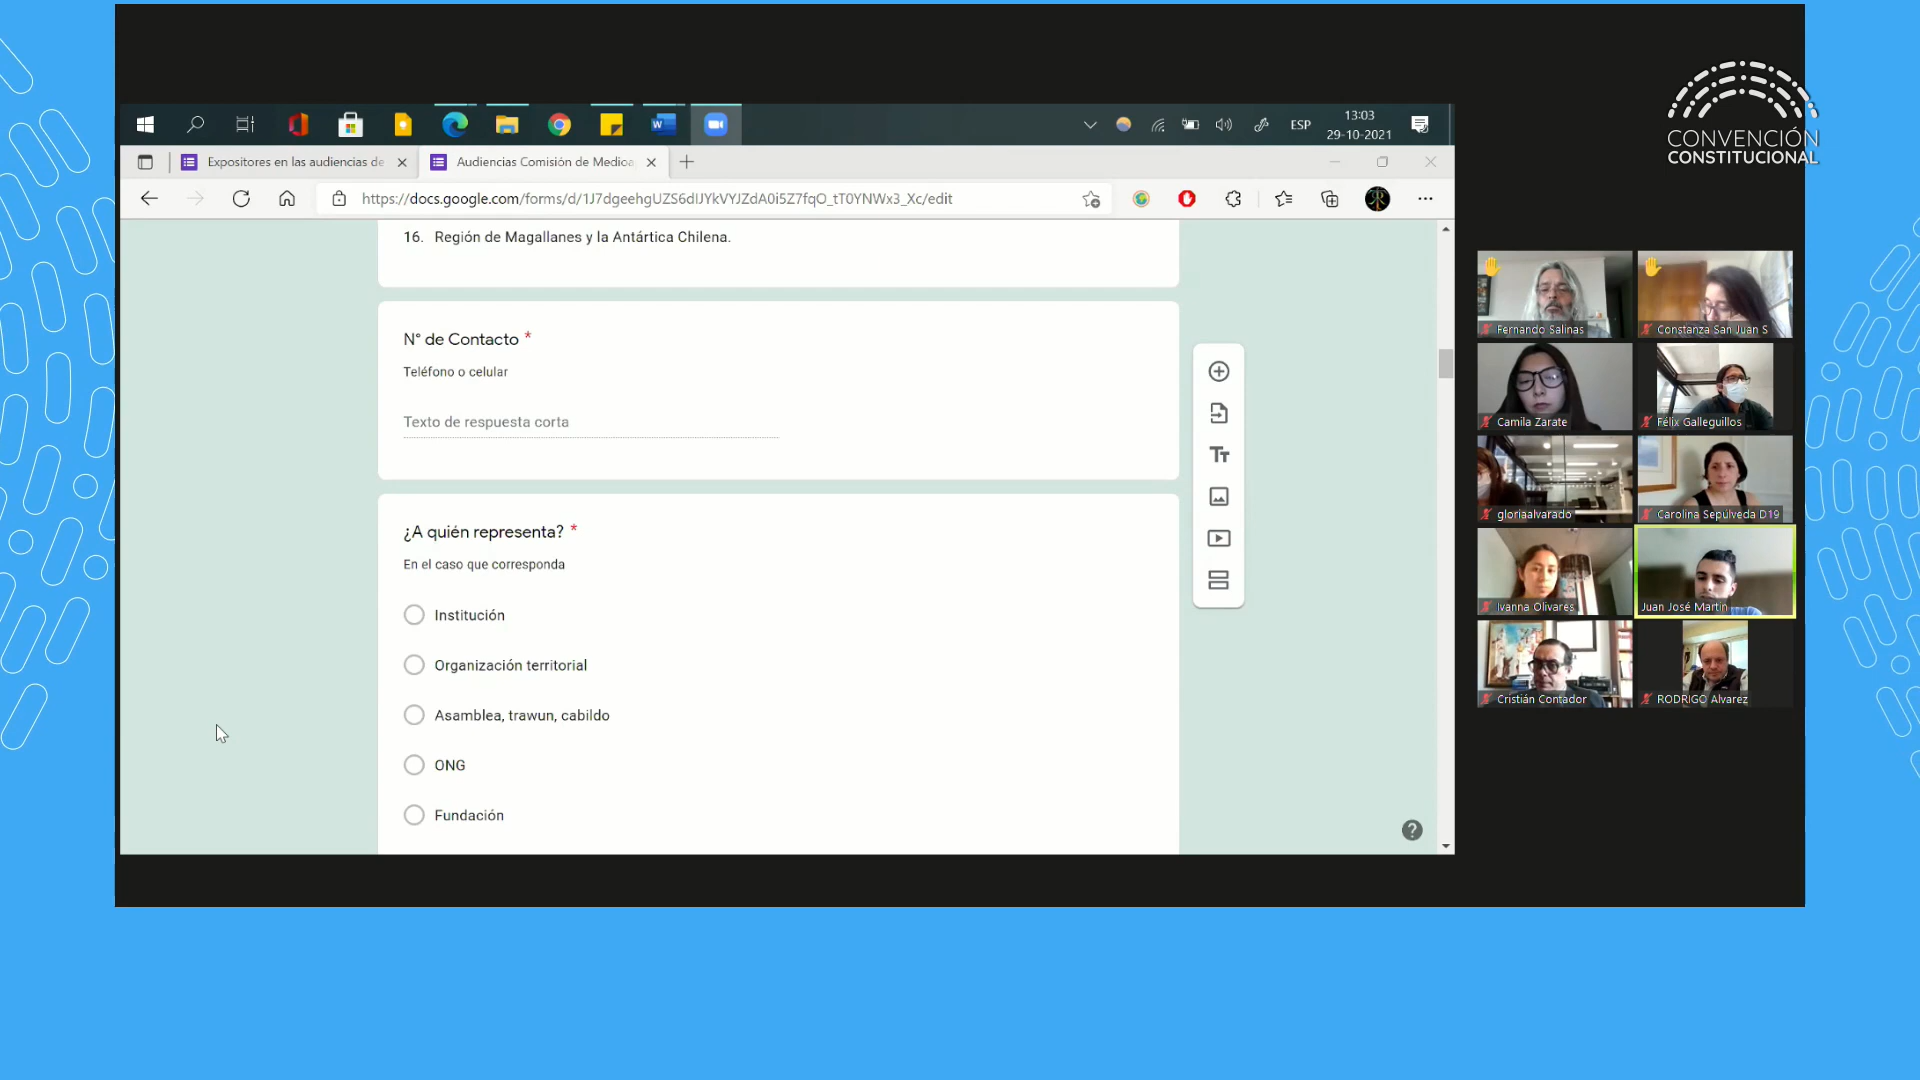 CONVENCIÓN
CONSTITUCIONAL
13:03
ESP
29-10-2021
Expositores en las audiencias de
Audiencias Comisión de Medioa
https://docs.google.com/forms/d/1J7dgeehgUZS6dIJYkVYJZdA0i5Z7fqO_tT0YNWx3_Xc/edit
16. Región de Magallanes y la Antártica Chilena.
N° de Contacto *
Teléfono o celular
Texto de respuesta corta
¿A quién representa? *
En el caso que corresponda
Institución
Organización territorial
Asamblea, trawun, cabildo
ONG
Fundación
Fernando Salinas
Constanza San Juan S
Camila Zarate
Félix Galleguillos
gloriaalvarado
Carolina Sepúlveda D19
Ivanna Olivares
Juan José Martin
Cristián Contador
RODRIGO Alvarez